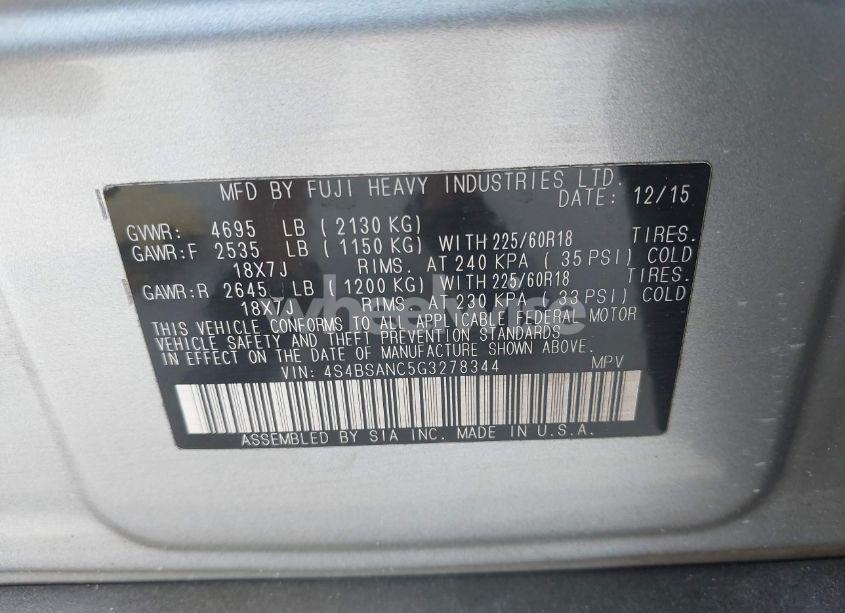 MFD BY FUJI HEAVY INDUSTRIES LTD.
DATE: 12/15
GVWR: 4695 LB ( 2130 KG)
GAWR:F 2535 LB ( 1150 KG) WITH 225/60R18 TIRES.
18X7J RIMS. AT 240 KPA ( 35 PSI) COLD
GAWR:R 2645 LB ( 1200 KG) WITH 225/60R18 TIRES.
18X7J RIMS. AT 230 KPA ( 33 PSI) COLD
THIS VEHICLE CONFORMS TO ALL APPLICABLE FEDERAL MOTOR
VEHICLE SAFETY AND THEFT PREVENTION STANDARDS
IN EFFECT ON THE DATE OF MANUFACTURE SHOWN ABOVE.
VIN: 4S4BSANC5G3278344 MPV
ASSEMBLED BY SIA INC. MADE IN U.S.A.